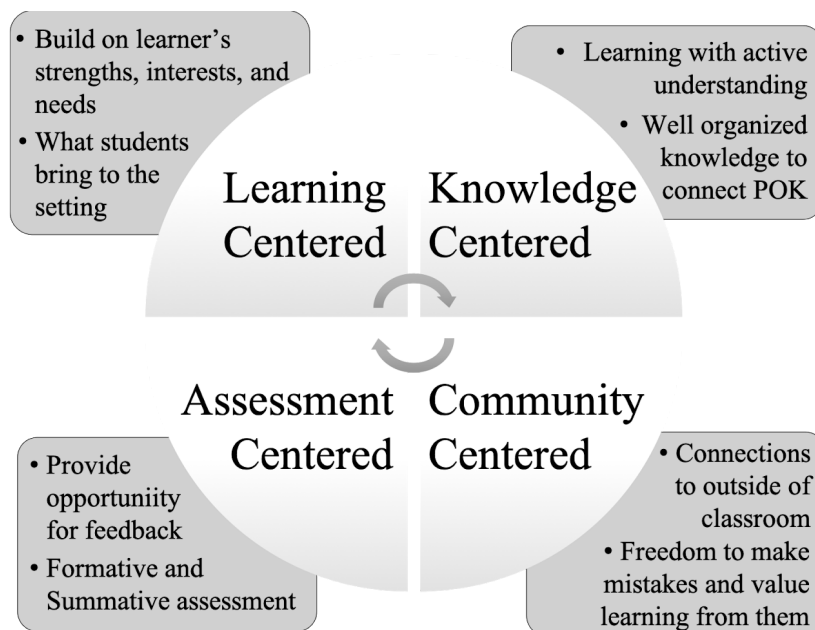 • Build on learner's
strengths, interests, and
needs
• What students
bring to the
setting
• Learning with active
understanding
• Well organized
knowledge to
connect POK
Learning
Centered
Knowledge
Centered
Assessment
Centered
Community
Centered
• Provide
opportuniity
for feedback
• Formative and
Summative assessment
• Connections
to outside of
classroom
• Freedom to make
mistakes and value
learning from them